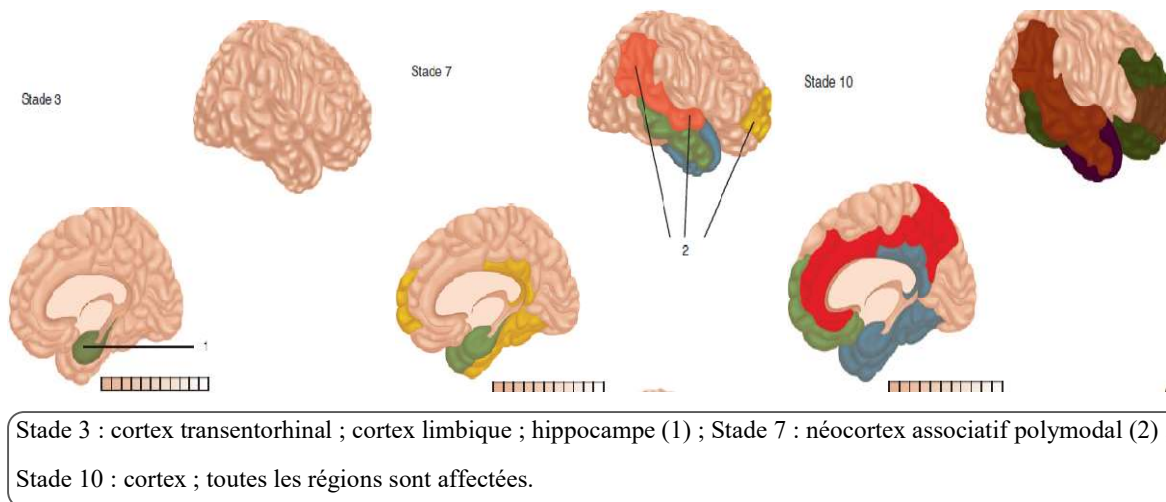 Stade 3
Stade 7
Stade 10
2
1
Stade 3 : cortex transentorhinal ; cortex limbique ; hippocampe (1) ; Stade 7 : néocortex associatif polymodal (2)
Stade 10 : cortex ; toutes les régions sont affectées.